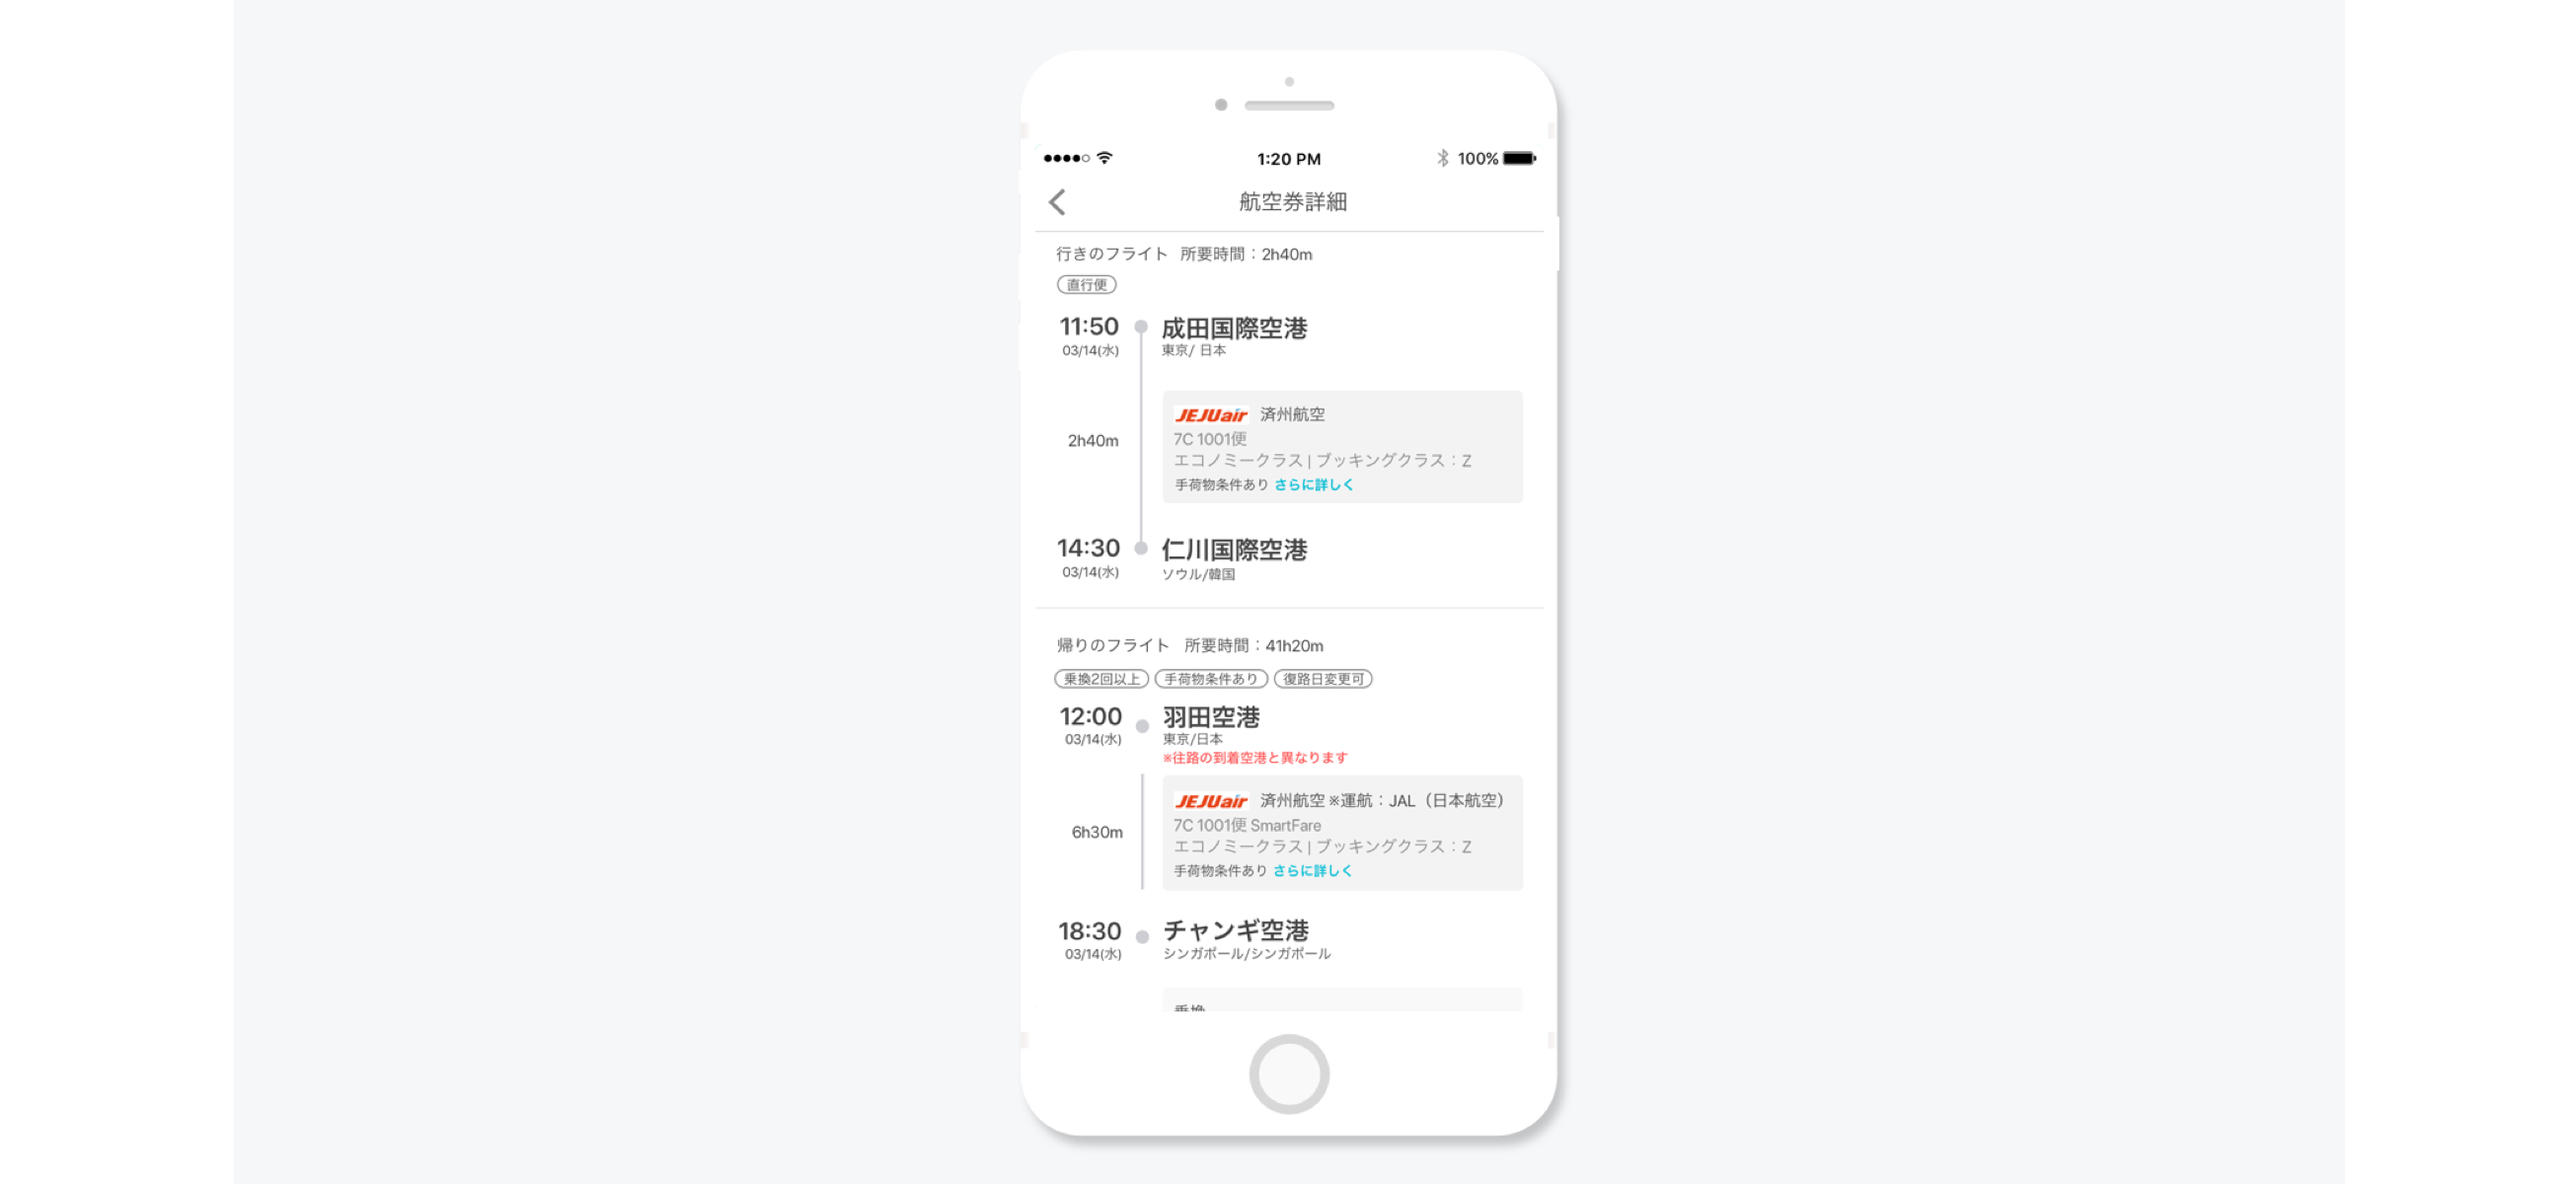 1:20 PM
100%
航空券詳細
行きのフライト 所要時間：2h40m
直行便
11:50 成田国際空港
03/14(水) 東京/ 日本
JEJUair 済州航空
7C 1001便
2h40m
エコノミークラス | ブッキングクラス：Z
手荷物条件あり さらに詳しく
14:30 仁川国際空港
03/14(水) ソウル/韓国
帰りのフライト 所要時間：41h20m
乗換2回以上 手荷物条件あり 復路日変更可
12:00 羽田空港
03/14(水) 東京/日本
※往路の到着空港と異なります
JEJUair 済州航空 ※運航：JAL（日本航空）
7C 1001便 SmartFare
6h30m
エコノミークラス | ブッキングクラス：Z
手荷物条件あり さらに詳しく
18:30 チャンギ空港
03/14(水) シンガポール/シンガポール